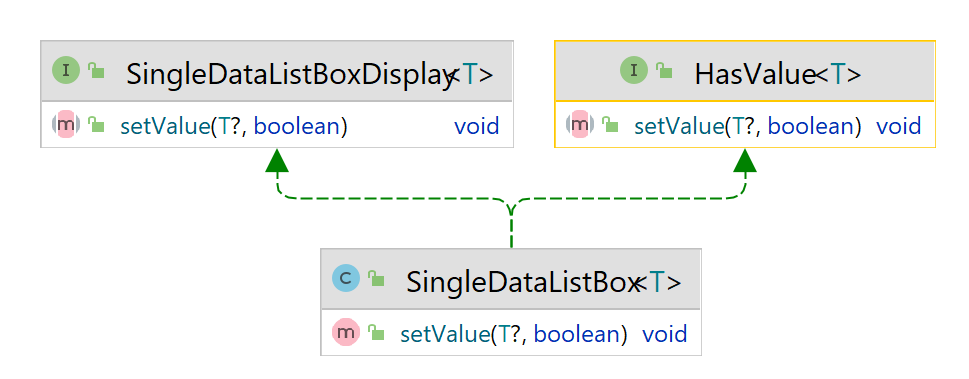 I SingleDataListBoxDisplay<T>
m setValue(T?, boolean) void
I HasValue<T>
m setValue(T?, boolean) void
C SingleDataListBox<T>
m setValue(T?, boolean) void